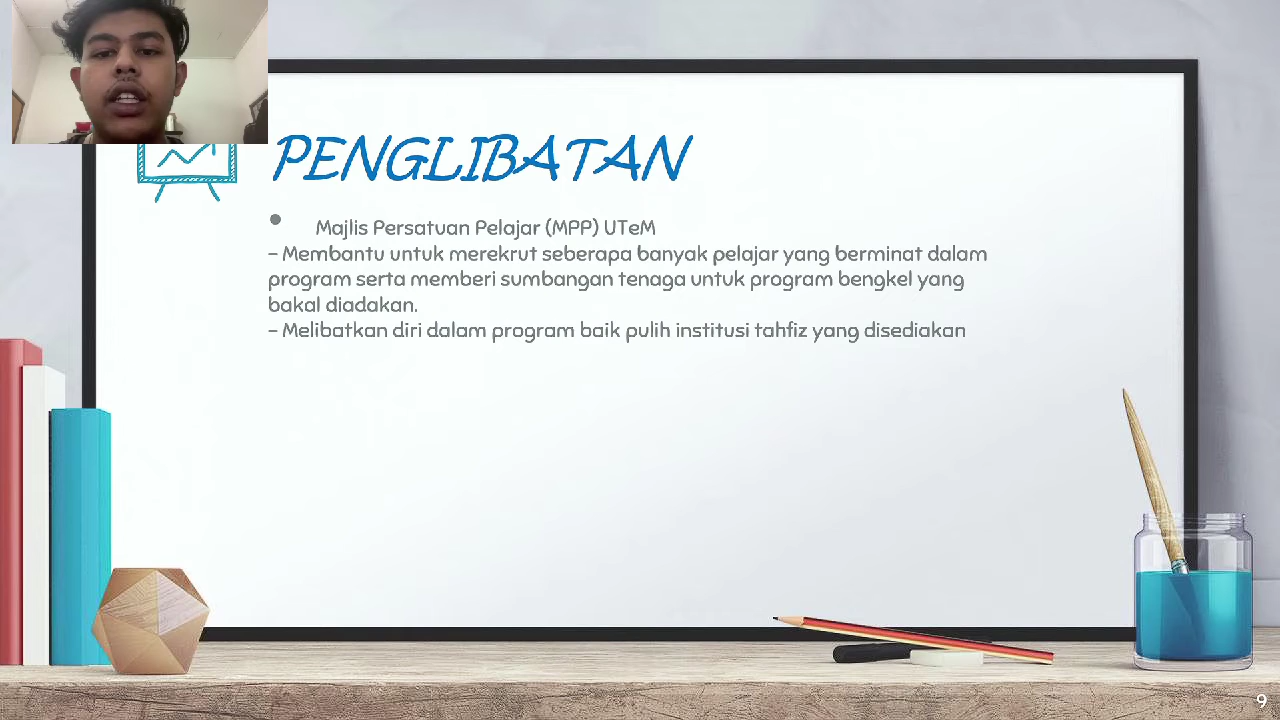 PENGLIBATAN
• Majlis Persatuan Pelajar (MPP) UTeM
- Membantu untuk merekrut seberapa banyak pelajar yang berminat dalam
program serta memberi sumbangan tenaga untuk program bengkel yang
bakal diadakan.
- Melibatkan diri dalam program baik pulih institusi tahfiz yang disediakan
9